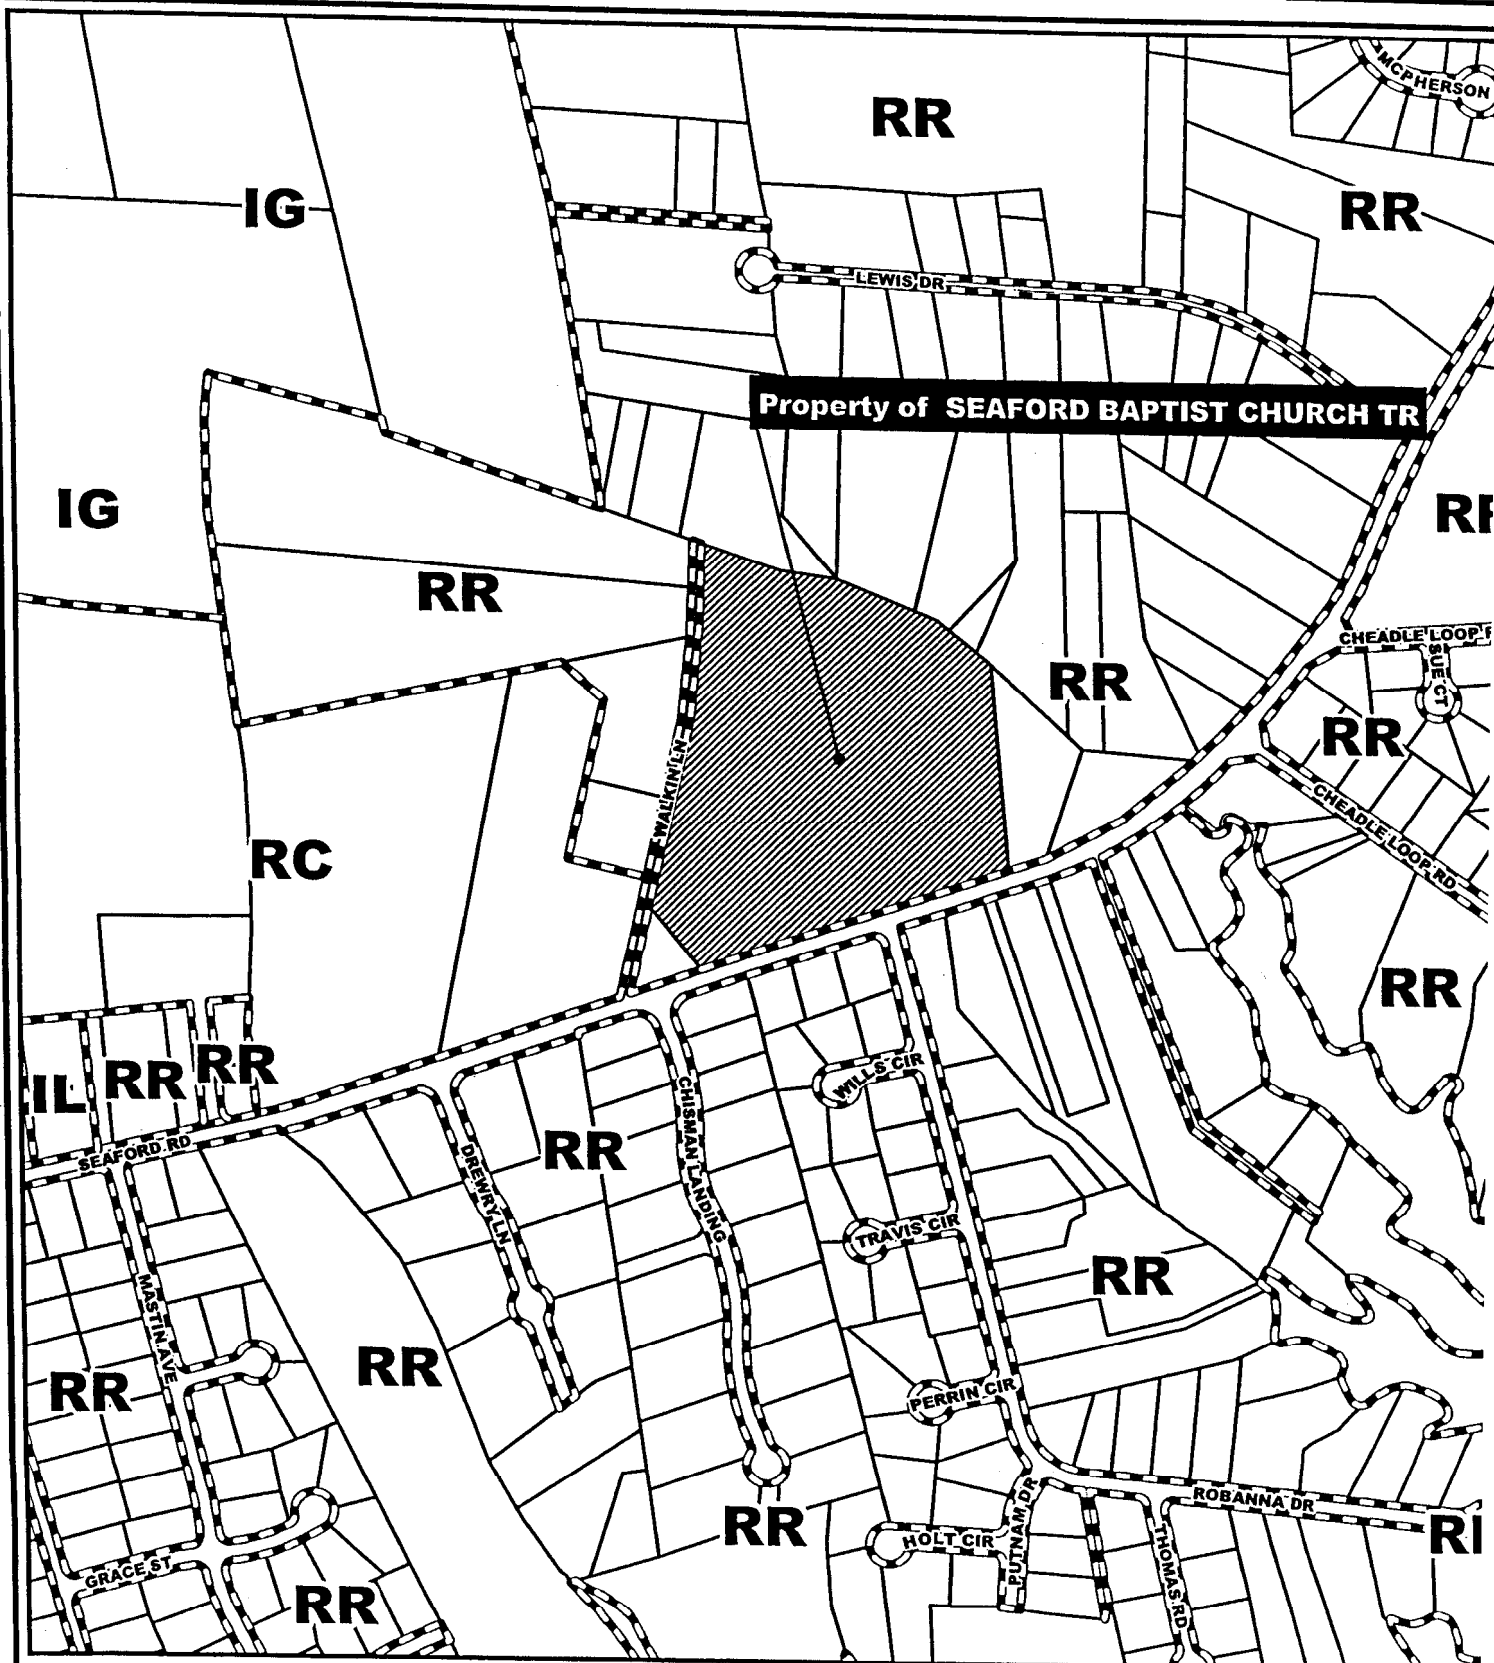 MCPHERSON
RR
IG
RR
LEWIS DR
Property of SEAFORD BAPTIST CHURCH TR
IG
RR
RR
CHEADLE LOOP
SUE CT
RR
RR
WALKIN LN
CHEADLE LOOP RD
RC
RR
IL
RR
RR
SEAFORD RD
WILLS CIR
CHISMAN LANDING
RR
DREWRY LN
TRAVIS CIR
RR
MASTIN AVE
RR
RR
PERRIN CIR
ROBANNA DR
PUTNAM DR
RR
HOLT CIR
THOMAS RD
GRACE ST
RR